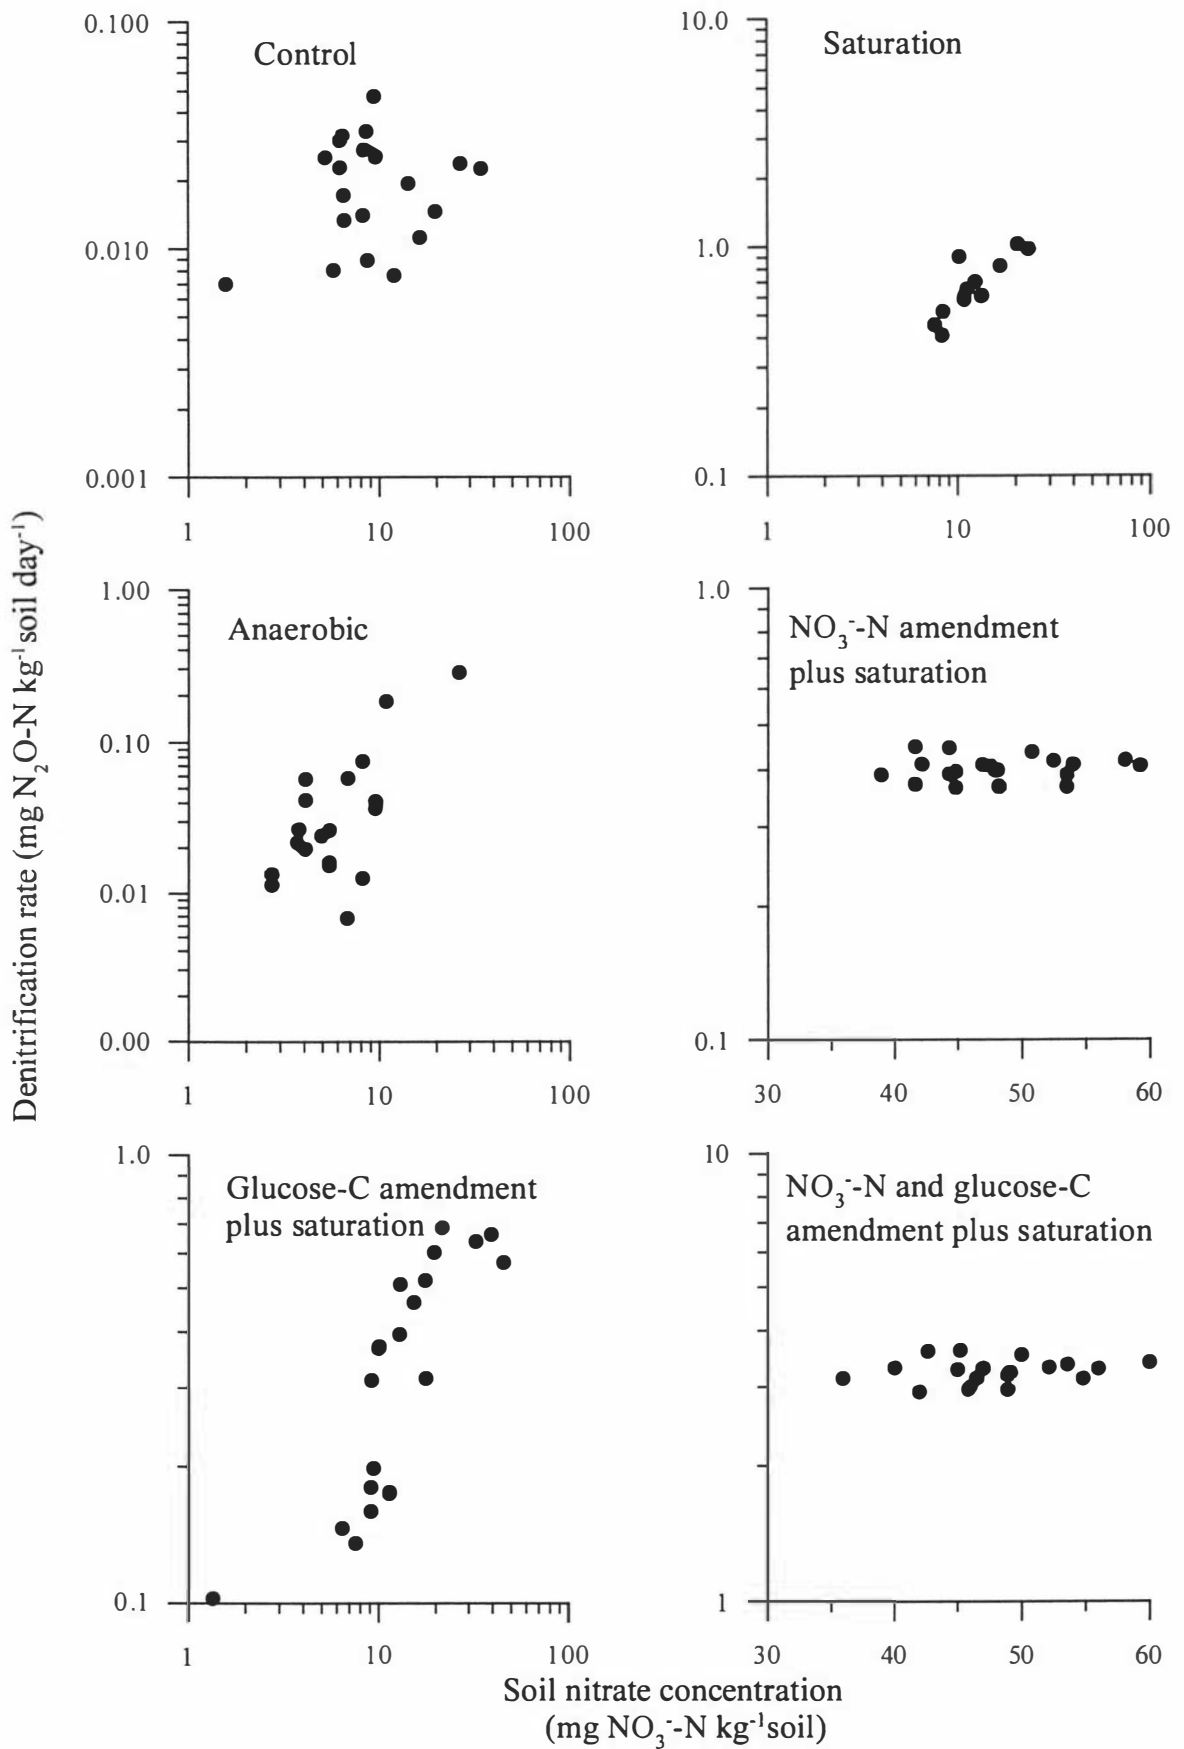 Denitrification rate (mg N₂O-N kg⁻¹soil day⁻¹)
Control
0.100
0.010
0.001
1 10 100
Saturation
10.0
1.0
0.1
1 10 100
Anaerobic
1.00
0.10
0.01
0.00
1 10 100
NO₃⁻-N amendment
plus saturation
1.0
0.1
30 40 50 60
Glucose-C amendment
plus saturation
1.0
0.1
1 10 100
NO₃⁻-N and glucose-C
amendment plus saturation
10
1
30 40 50 60
Soil nitrate concentration
(mg NO₃⁻-N kg⁻¹soil)